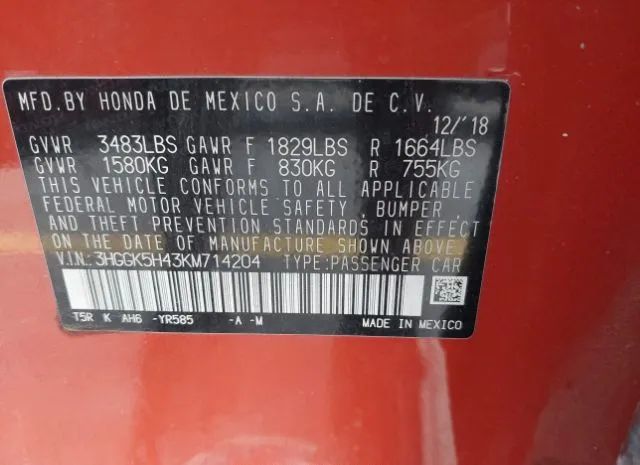 MFD. BY HONDA DE MEXICO S.A. DE C.V.
12/'18
GVWR 3483LBS GAWR F 1829LBS R 1664LBS
GVWR 1580KG GAWR F 830KG R 755KG
THIS VEHICLE CONFORMS TO ALL APPLICABLE
FEDERAL MOTOR VEHICLE SAFETY, BUMPER,
AND THEFT PREVENTION STANDARDS IN EFFECT
ON THE DATE OF MANUFACTURE SHOWN ABOVE.
V.I.N.: 3HGGK5H43KM714204 TYPE:PASSENGER CAR
T5R K AH6 -YR585 -A -M MADE IN MEXICO